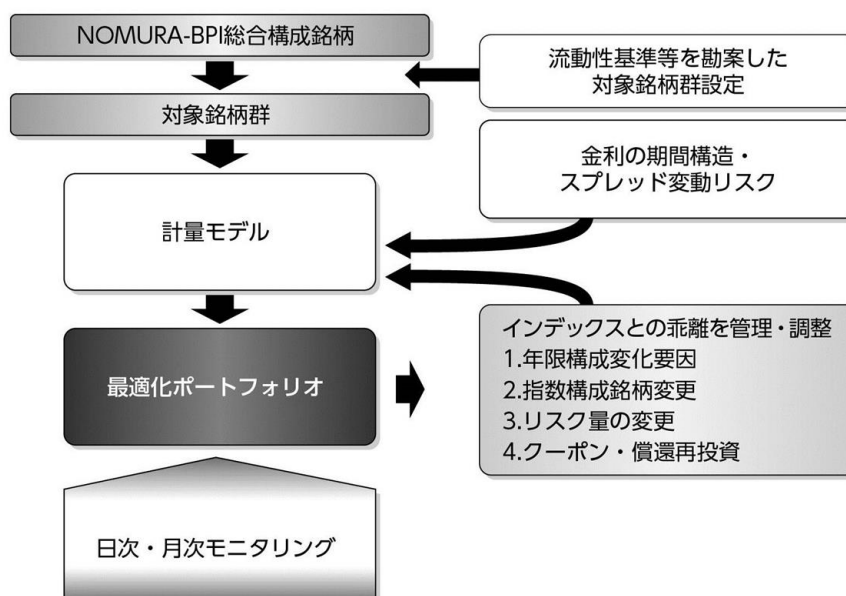 NOMURA-BPI総合構成銘柄
流動性基準等を勘案した
対象銘柄群設定
対象銘柄群
金利の期間構造・
スプレッド変動リスク
計量モデル
インデックスとの乖離を管理・調整
1.年限構成変化要因
2.指数構成銘柄変更
3.リスク量の変更
4.クーポン・償還再投資
最適化ポートフォリオ
日次・月次モニタリング